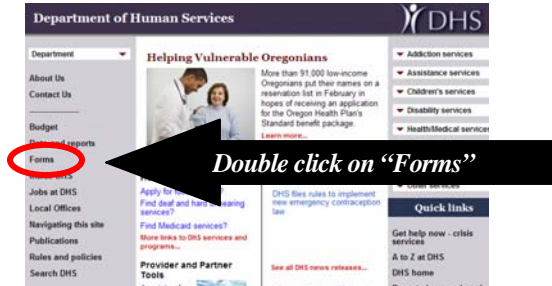 Department of Human Services
DHS
Department
About Us
Contact Us
Budget
Data and reports
Forms
Inside DHS
Jobs at DHS
Local Offices
Navigating this site
Publications
Rules and policies
Search DHS
Helping Vulnerable Oregonians
More than 91,000 low-income
Oregonians put their names on a
reservation list in February in
hopes of receiving an application
for the Oregon Health Plan's
Standard benefit package.
Learn more...
Double click on “Forms”
Find deaf and hard of hearing
services?
Find Medicaid services?
More links to DHS services and
programs...
Provider and Partner
Tools
DHS files rules to implement
new emergency contraception
law
See all DHS news releases...
Addiction services
Assistance services
Children's services
Disability services
Health/Medical services
Other services
Quick links
Get help now - crisis
services
A to Z at DHS
DHS home